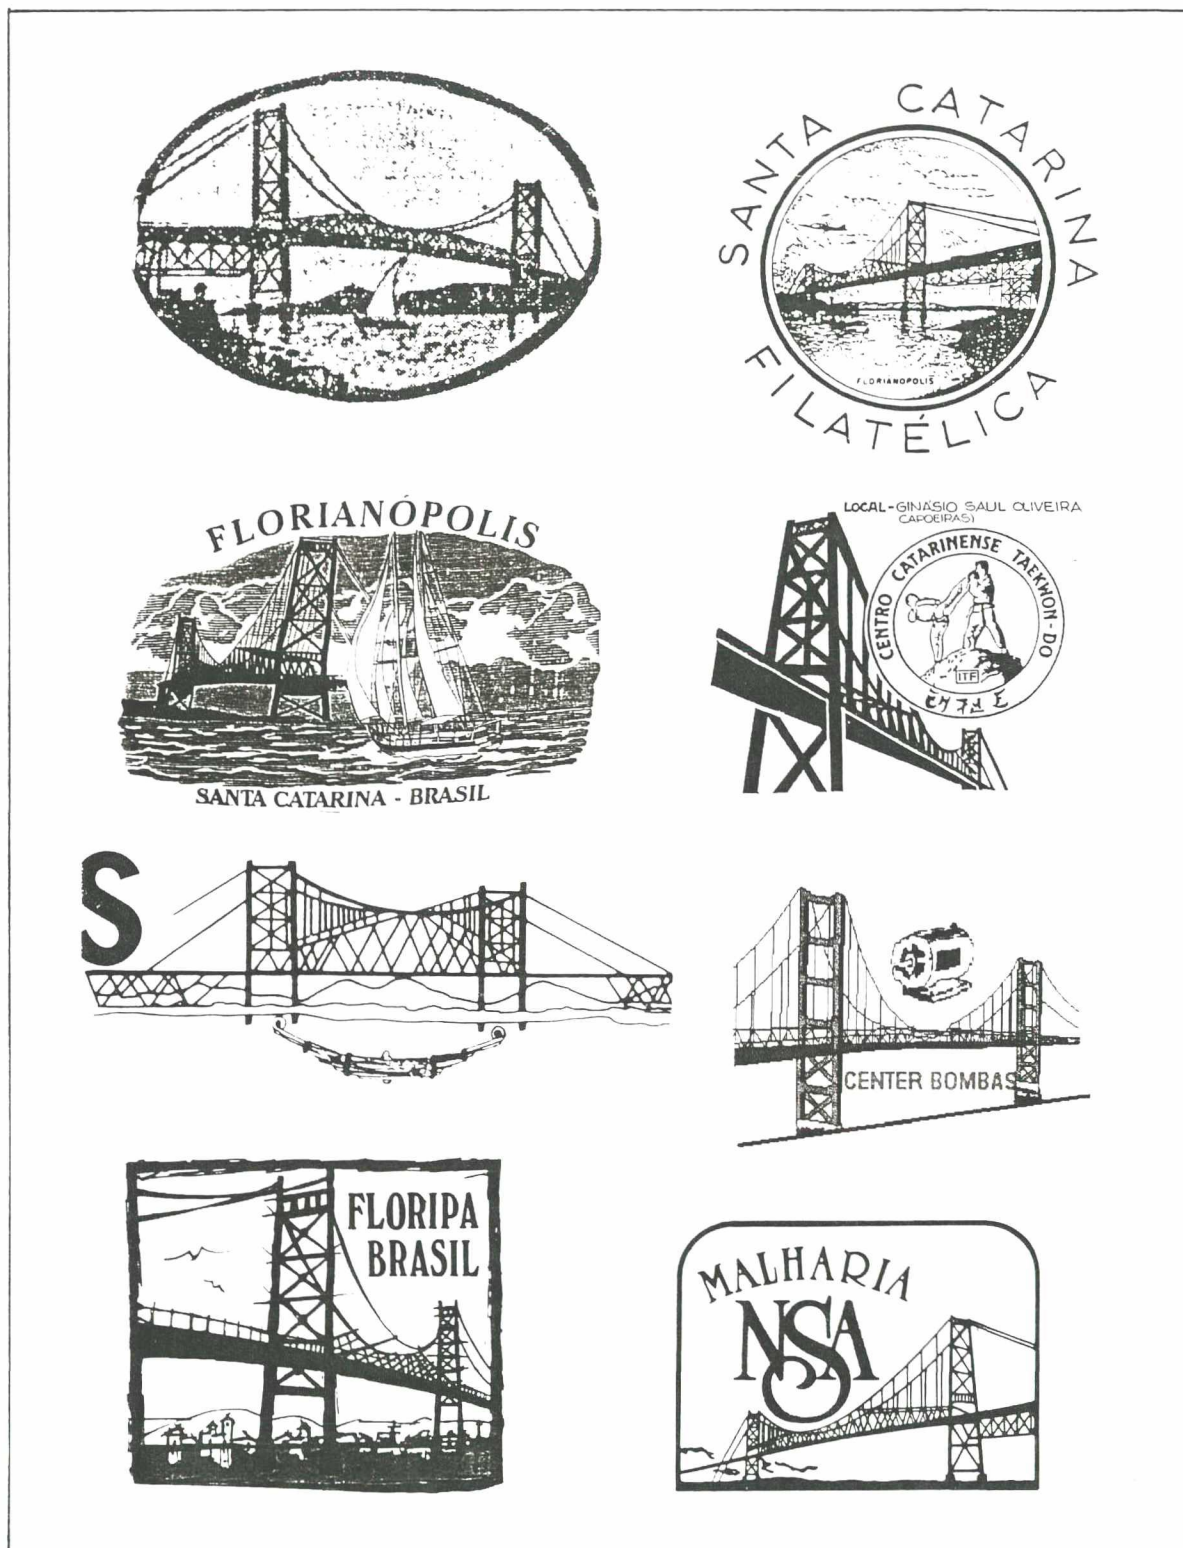 SANTA CATARINA
FILATÉLICA
FLORIANOPOLIS
FLORIANÓPOLIS
SANTA CATARINA - BRASIL
LOCAL-GINÁSIO SAUL OLIVEIRA
CAPOEIRAS)
CENTRO CATARINENSE TAEKWON-DO
ITF
S
CENTER BOMBAS
FLORIPA
BRASIL
MALHARIA
NSA